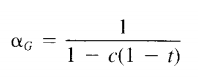 α_G = 1 / (1 − c(1 − t))